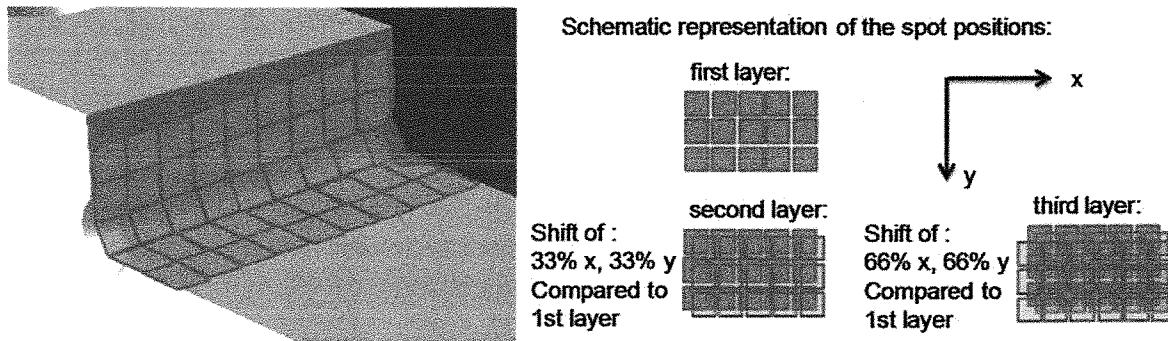 Schematic representation of the spot positions:
first layer:
x
y
second layer:
Shift of :
33% x, 33% y
Compared to
1st layer
third layer:
Shift of :
66% x, 66% y
Compared to
1st layer